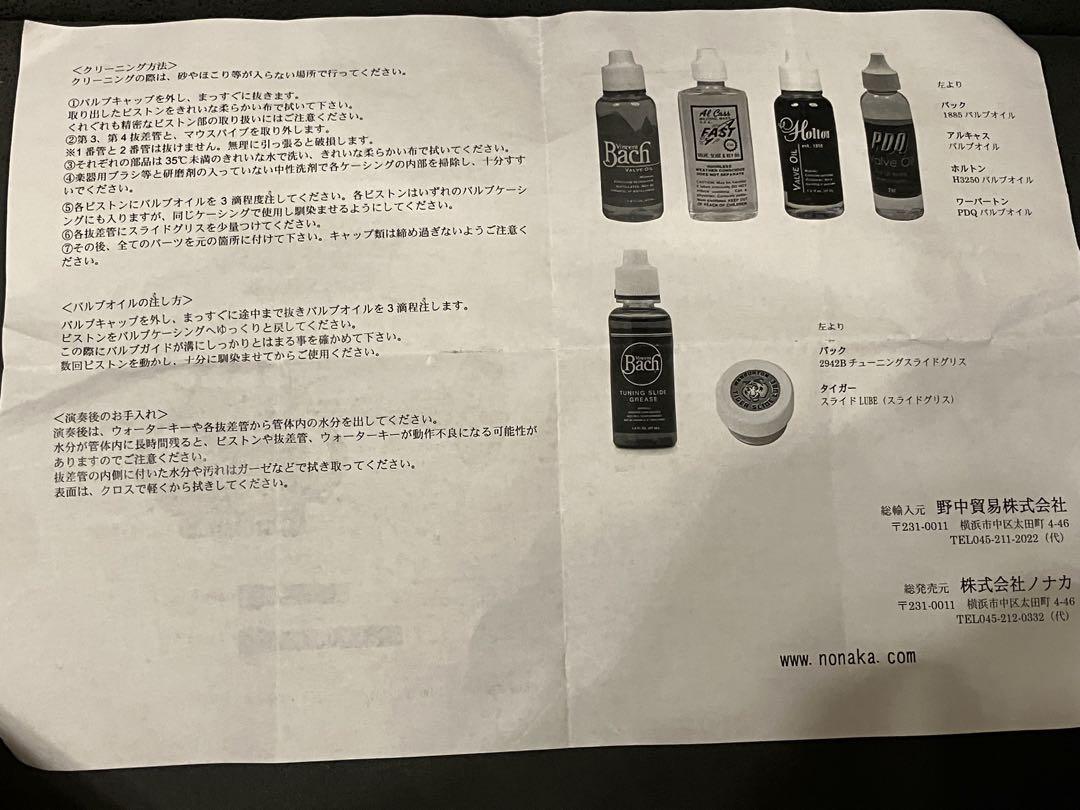 ＜クリーニング方法＞
クリーニングの際は、砂やほこり等が入らない場所で行ってください。
①バルブキャップを外し、まっすぐに抜きます。
取り出したピストンをきれいな柔らかい布で拭いて下さい。
くれぐれも精密なピストン部の取り扱いにはご注意ください。
②第3、第4抜差管と、マウスパイプを取り外します。
※1番管と2番管は抜けません。無理に引っ張ると破損します。
③それぞれの部品は35℃未満のきれいな水で洗い、きれいな柔らかい布で拭いてください。
④楽器用ブラシ等と研磨剤の入っていない中性洗剤で各ケーシングの内部を掃除し、十分すす
いでください。
⑤各ピストンにバルブオイルを3滴程度注してください。各ピストンはいずれのバルブケーシ
ングにも入りますが、同じケーシングで使用し馴染ませるようにしてください。
⑥各抜差管にスライドグリスを少量つけてください。
⑦その後、全てのパーツを元の箇所に付けて下さい。キャップ類は締め過ぎないようご注意く
ださい。
＜バルブオイルの注し方＞
バルブキャップを外し、まっすぐに途中まで抜きバルブオイルを3滴程注します。
ピストンをバルブケーシングへゆっくりと戻してください。
この際にバルブガイドが溝にしっかりとはまる事を確かめて下さい。
数回ピストンを動かし、十分に馴染ませてからご使用ください。
＜演奏後のお手入れ＞
演奏後は、ウォーターキーや各抜差管から管体内の水分を出してください。
水分が管体内に長時間残ると、ピストンや抜差管、ウォーターキーが動作不良になる可能性が
ありますのでご注意ください。
抜差管の内側に付いた水分や汚れはガーゼなどで拭き取ってください。
表面は、クロスで軽くから拭きしてください。
Vincent
Bach
VALVE OIL
Al Cass
FAST
VALVE, SLIDE & KEY OIL
Holton
est. 1898
VALVE OIL
PDQ
Valve Oil
左より
バック
1885バルブオイル
アルキャス
バルブオイル
ホルトン
H3250バルブオイル
ワーバートン
PDQバルブオイル
Vincent
Bach
TUNING SLIDE
GREASE
左より
バック
2942Bチューニングスライドグリス
タイガー
スライドLUBE（スライドグリス）
総輸入元 野中貿易株式会社
〒231-0011 横浜市中区太田町4-46
TEL045-211-2022（代）
総発売元 株式会社ノナカ
〒231-0011 横浜市中区太田町4-46
TEL045-212-0332（代）
www.nonaka.com